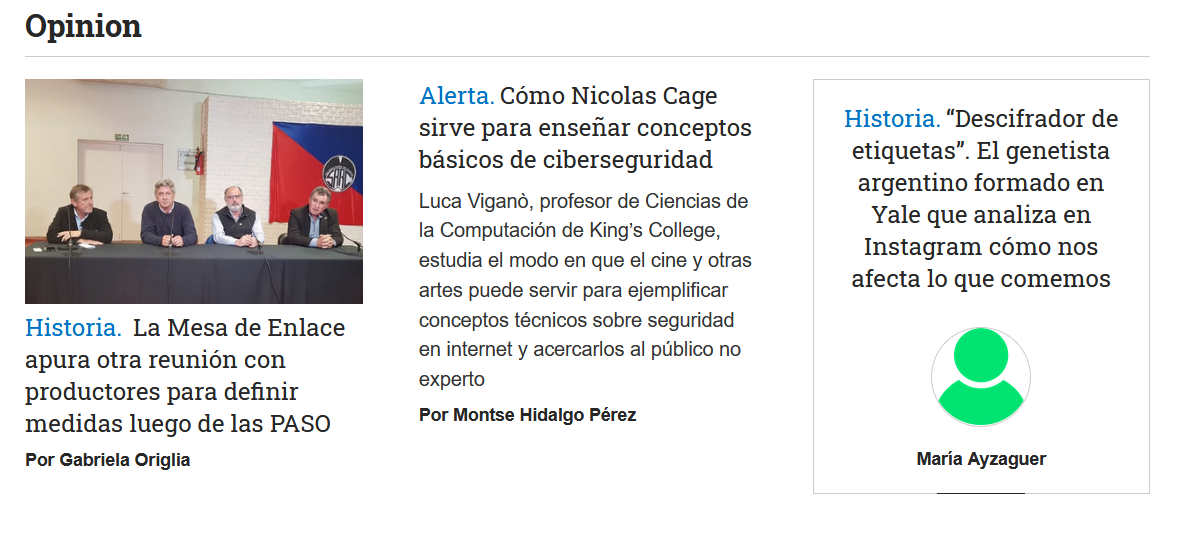 Opinion
SRRC
Historia. La Mesa de Enlace
apura otra reunión con
productores para definir
medidas luego de las PASO
Por Gabriela Origlia
Alerta. Cómo Nicolas Cage
sirve para enseñar conceptos
básicos de ciberseguridad
Luca Viganò, profesor de Ciencias de
la Computación de King’s College,
estudia el modo en que el cine y otras
artes puede servir para ejemplificar
conceptos técnicos sobre seguridad
en internet y acercarlos al público no
experto
Por Montse Hidalgo Pérez
Historia. “Descifrador de
etiquetas”. El genetista
argentino formado en
Yale que analiza en
Instagram cómo nos
afecta lo que comemos
María Ayzaguer